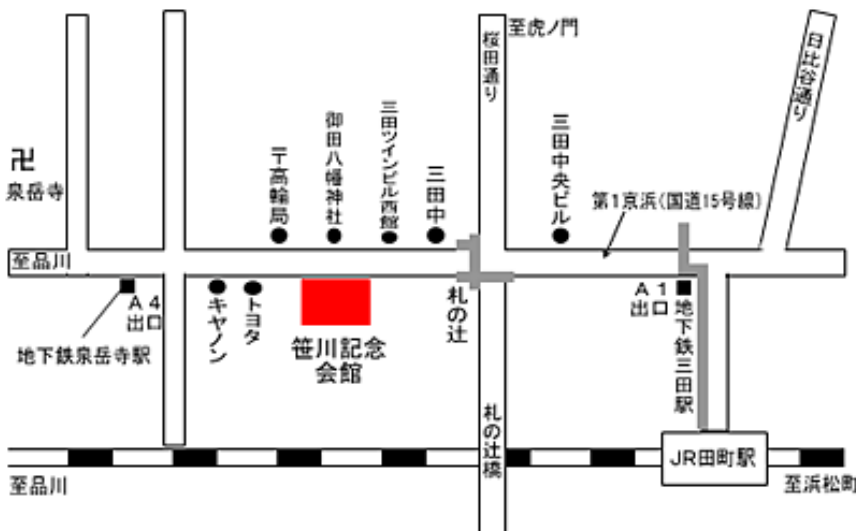 至虎ノ門
桜田通り
日比谷通り
卍
泉岳寺
〒高輪局
御田八幡神社
三田ツインビル西館
三田中
三田中央ビル
第1京浜(国道15号線)
至品川
A4
出口
地下鉄泉岳寺駅
キヤノン
トヨタ
笹川記念
会館
札の辻
A1
出口
地下鉄三田駅
札の辻橋
JR田町駅
至品川
至浜松町